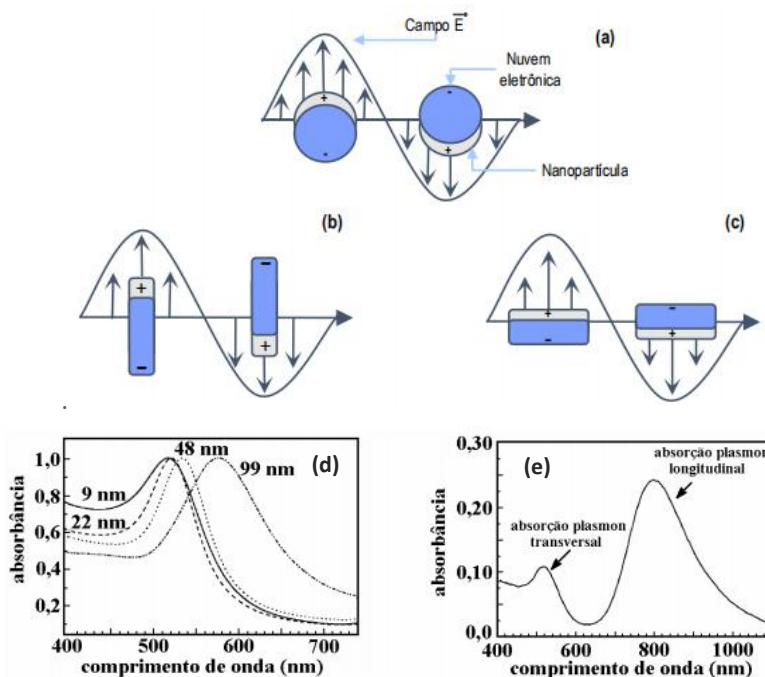 Campo E
(a)
Nuvem
eletrônica
+
-
-
+
Nanopartícula
(b)
+
-
-
+
(c)
+
-
-
+
(d)
1,0
0,8
0,6
0,4
0,2
absorbância
9 nm
22 nm
48 nm
99 nm
400 500 600 700
comprimento de onda (nm)
(e)
0,30
0,20
0,10
0,0
absorbância
absorção plasmon
transversal
absorção plasmon
longitudinal
400 600 800 1000
comprimento de onda (nm)